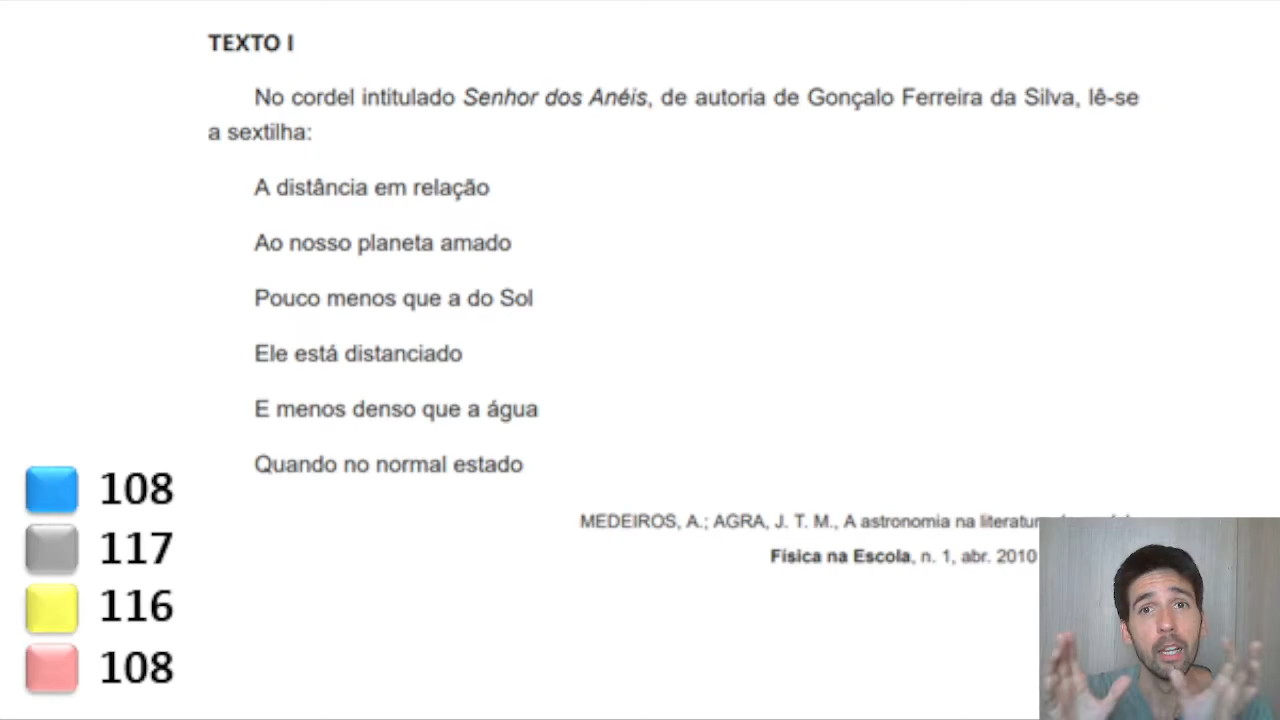 TEXTO I
No cordel intitulado Senhor dos Anéis, de autoria de Gonçalo Ferreira da Silva, lê-se
a sextilha:
A distância em relação
Ao nosso planeta amado
Pouco menos que a do Sol
Ele está distanciado
E menos denso que a água
Quando no normal estado
MEDEIROS, A.; AGRA, J. T. M., A astronomia na
Física na Escola, n. 1, abr. 2010
108
117
116
108